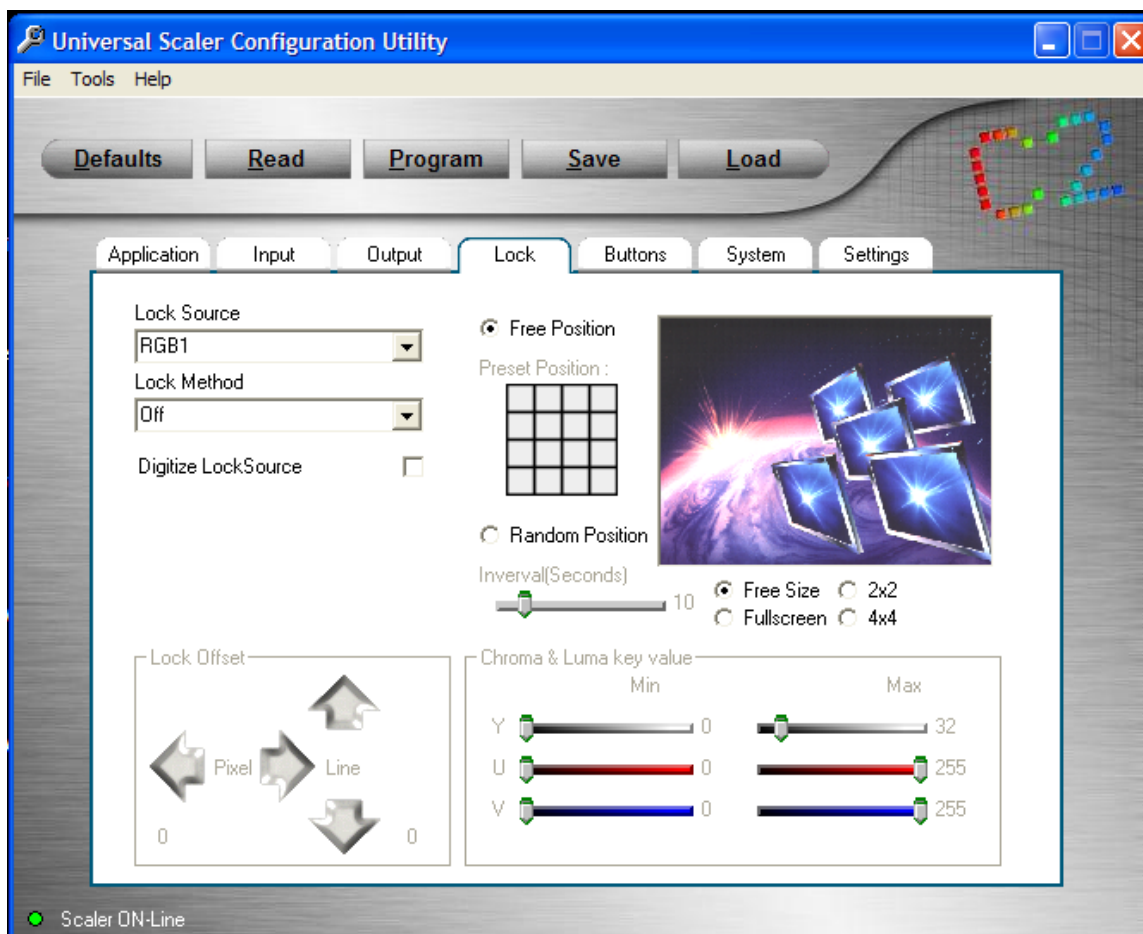 Universal Scaler Configuration Utility
File Tools Help
Defaults Read Program Save Load
C2
Application Input Output Lock Buttons System Settings
Lock Source
RGB1
Lock Method
Off
Digitize LockSource
Free Position
Preset Position :
Random Position
Inverval(Seconds)
10
Free Size 2x2
Fullscreen 4x4
Lock Offset
Pixel Line
0 0
Chroma & Luma key value
Min Max
Y 0 32
U 0 255
V 0 255
Scaler ON-Line